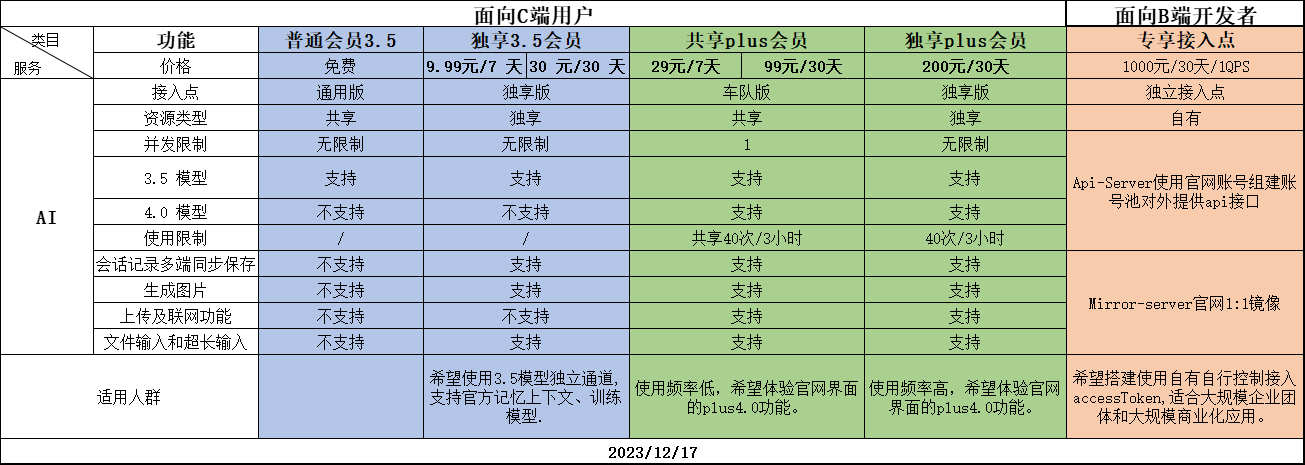 面向C端用户 面向B端开发者
类目 功能 普通会员3.5 独享3.5会员 共享plus会员 独享plus会员 专享接入点
服务 价格 免费 9.99元/7 天 30 元/30 天 29元/7天 99元/30天 200元/30天 1000元/30天/1QPS
接入点 通用版 独享版 车队版 独享版 独立接入点
资源类型 共享 独享 共享 独享 自有
并发限制 无限制 无限制 1 无限制
3.5 模型 支持 支持 支持 支持
Api-Server使用官网账号组建账
号池对外提供api接口
AI
4.0 模型 不支持 不支持 支持 支持
使用限制 / / 共享40次/3小时 40次/3小时
会话记录多端同步保存 不支持 支持 支持 支持
生成图片 不支持 支持 支持 支持
Mirror-server官网1:1镜像
上传及联网功能 不支持 不支持 支持 支持
文件输入和超长输入 不支持 支持 支持 支持
适用人群
希望使用3.5模型独立通道,
支持官方记忆上下文、训练
模型.
使用频率低，希望体验官网界面
的plus4.0功能。
使用频率高，希望体验官网
界面的plus4.0功能。
希望搭建使用自有自行控制接入
accessToken,适合大规模企业团
体和大规模商业化应用。
2023/12/17